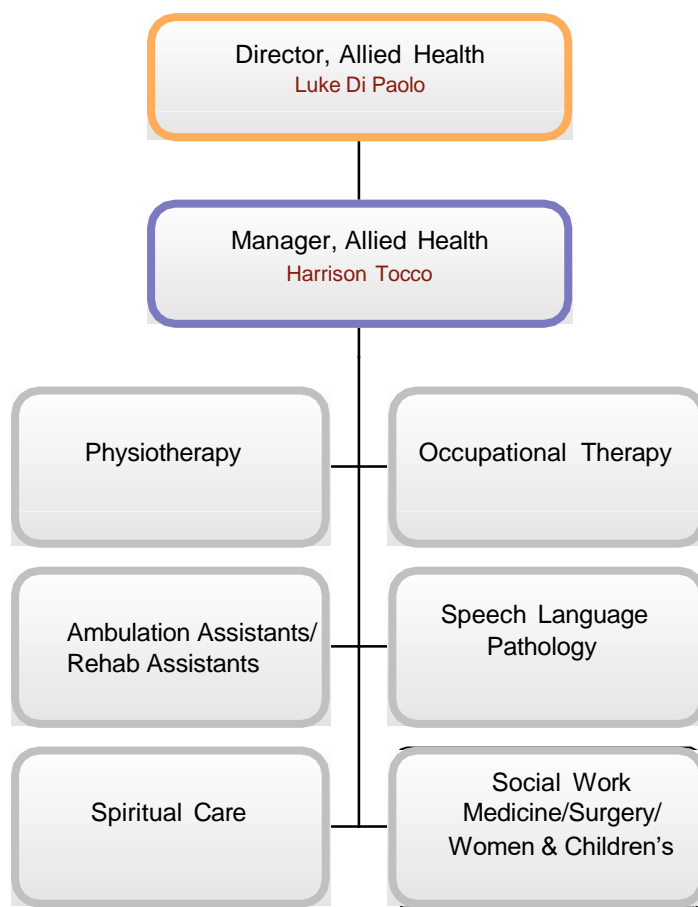 Director, Allied Health
Luke Di Paolo
Manager, Allied Health
Harrison Tocco
Physiotherapy
Occupational Therapy
Ambulation Assistants/
Rehab Assistants
Speech Language
Pathology
Spiritual Care
Social Work
Medicine/Surgery/
Women & Children’s